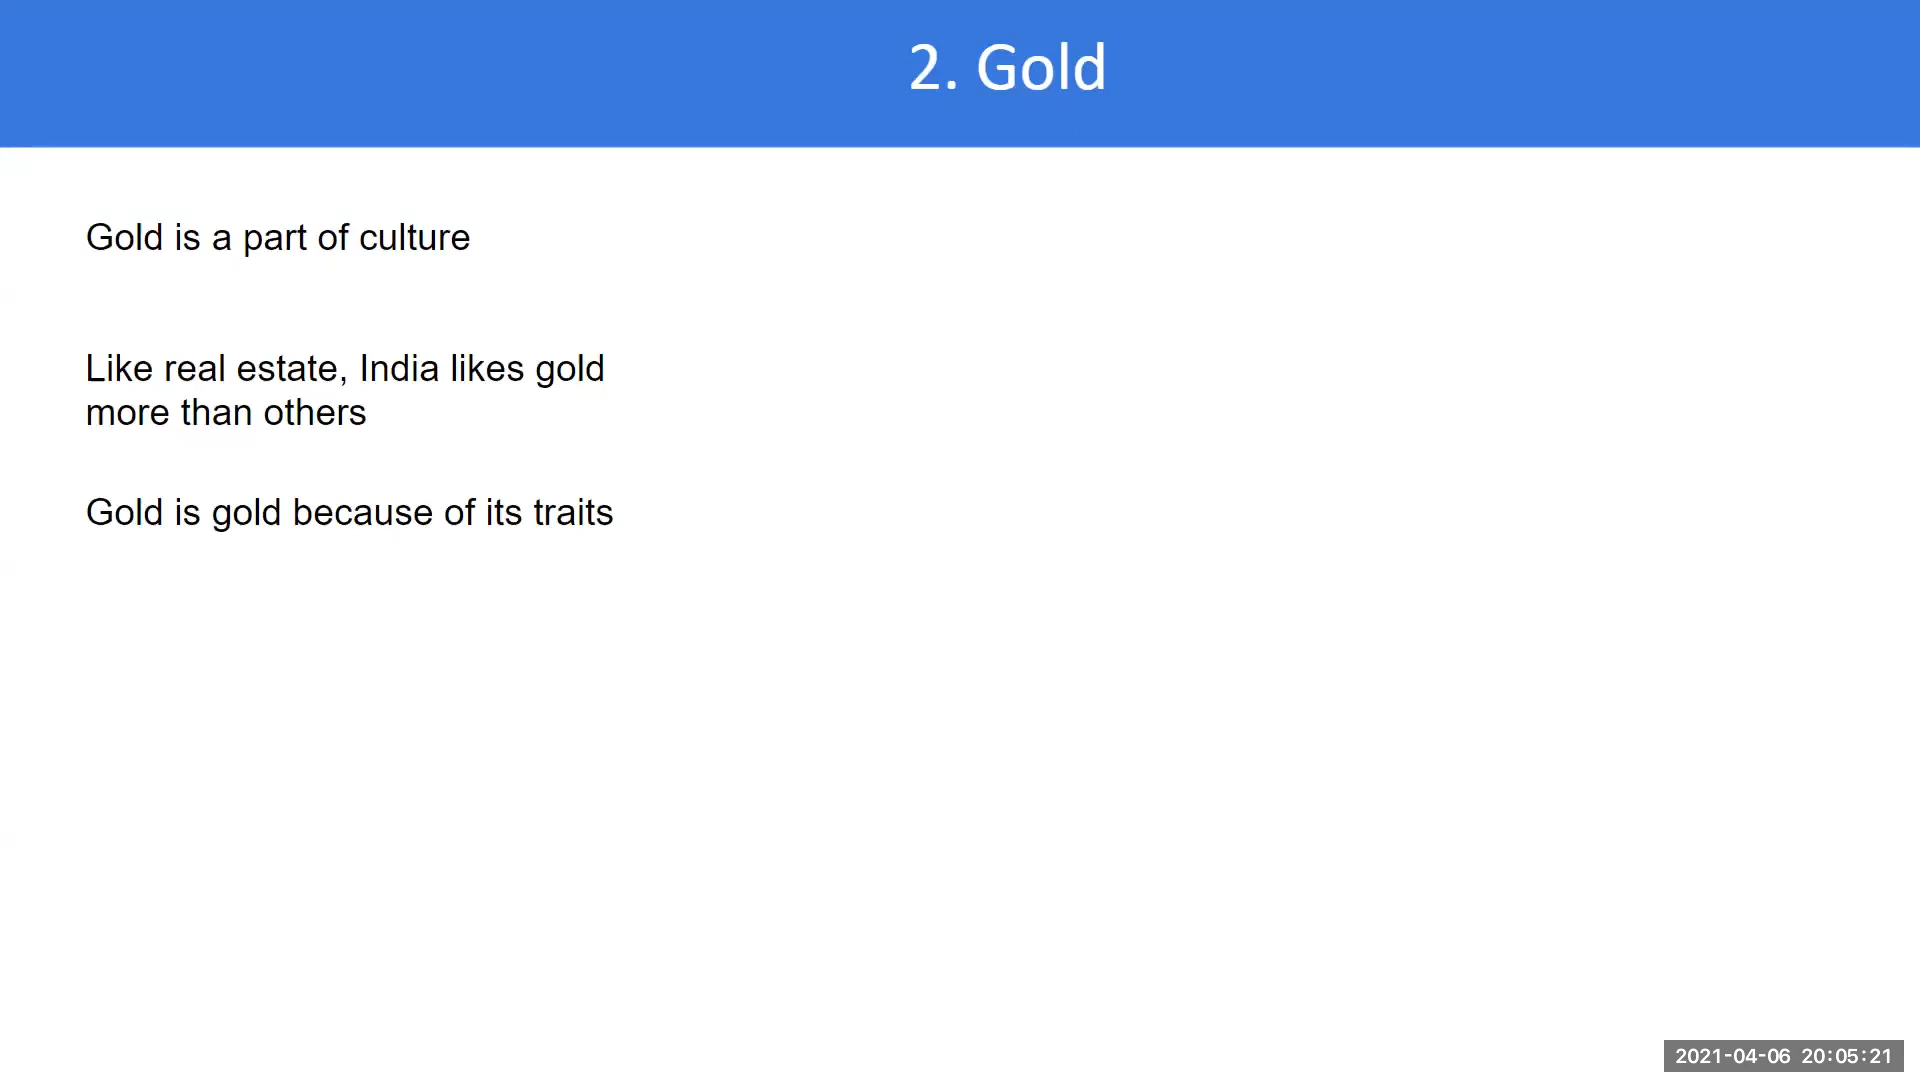 2. Gold
Gold is a part of culture
Like real estate, India likes gold
more than others
Gold is gold because of its traits
2021-04-06 20:05:21